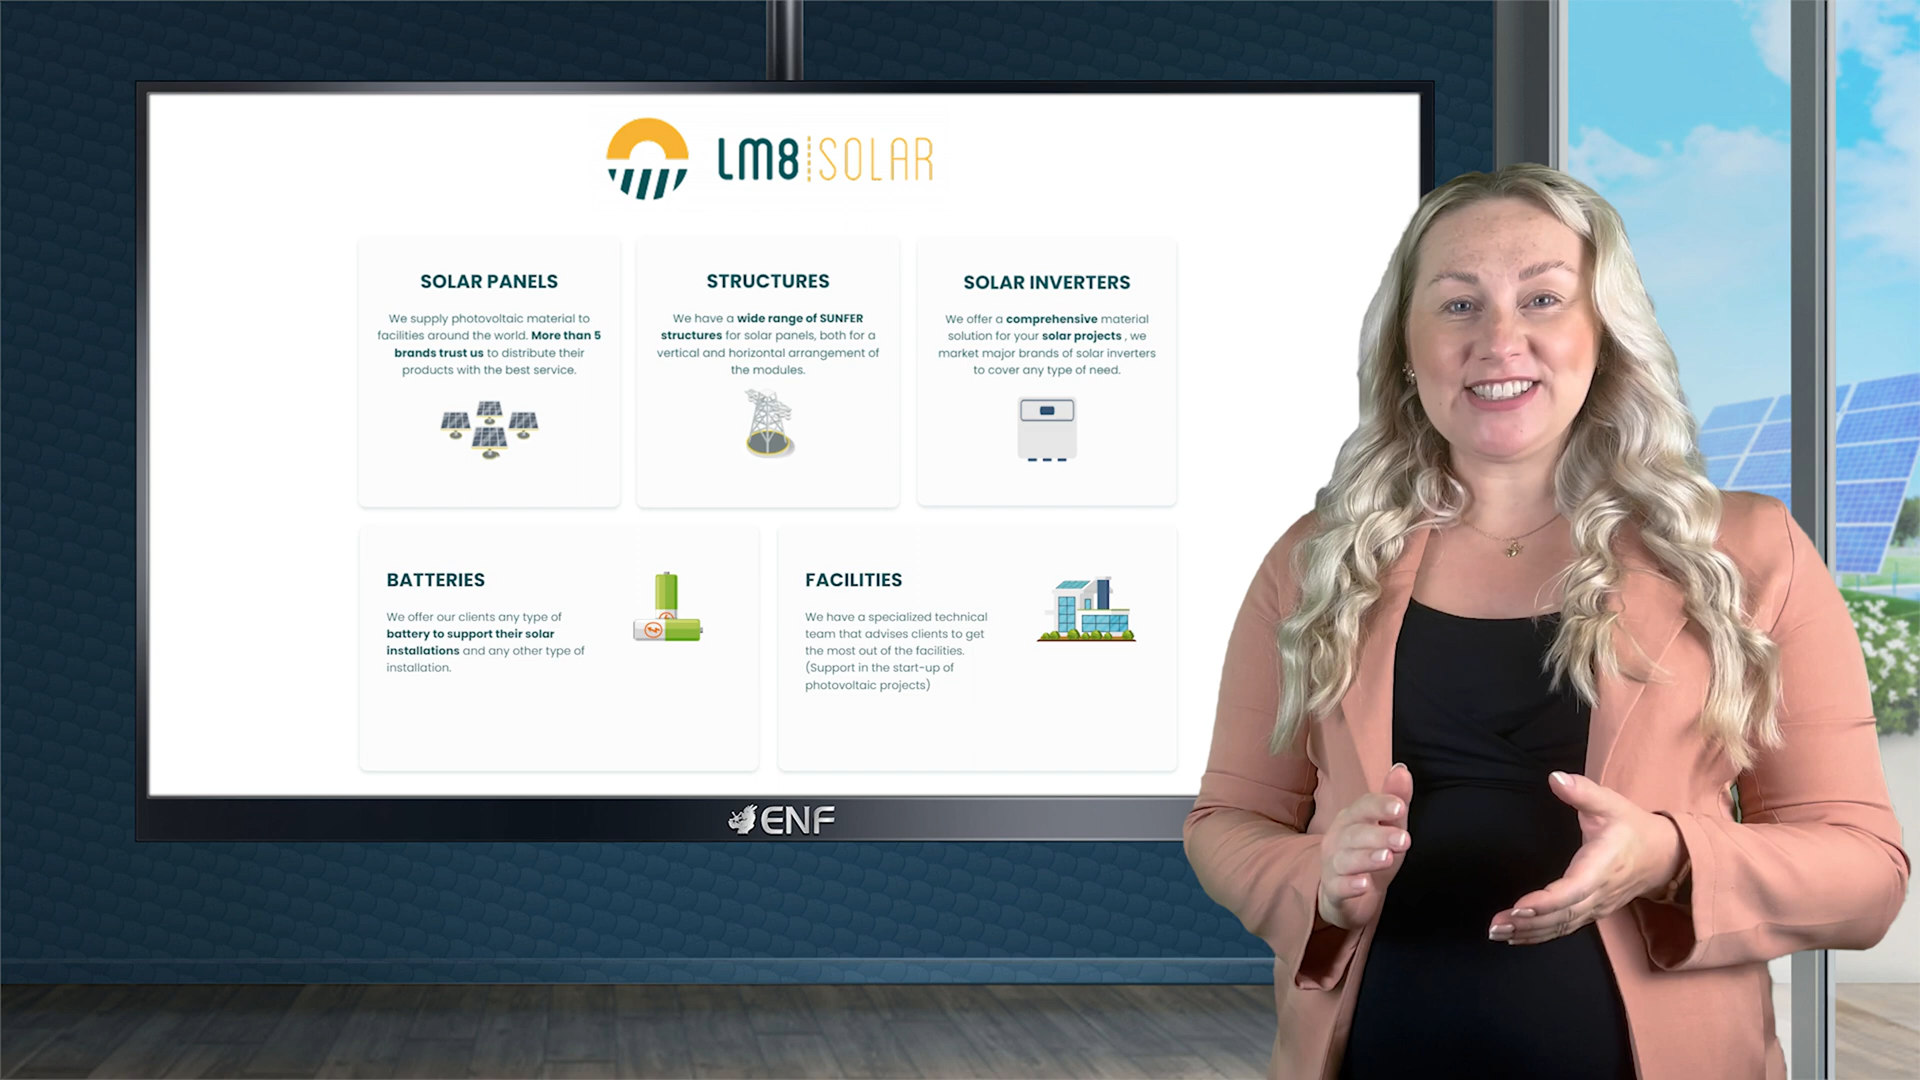 LM8 SOLAR
SOLAR PANELS
We supply photovoltaic material to
facilities around the world. More than 5
brands trust us to distribute their
products with the best service.
STRUCTURES
We have a wide range of SUNFER
structures for solar panels, both for a
vertical and horizontal arrangement of
the modules.
SOLAR INVERTERS
We offer a comprehensive material
solution for your solar projects , we
market major brands of solar inverters
to cover any type of need.
BATTERIES
We offer our clients any type of
battery to support their solar
installations and any other type of
installation.
FACILITIES
We have a specialized technical
team that advises clients to get
the most out of the facilities.
(Support in the start-up of
photovoltaic projects)
ENF